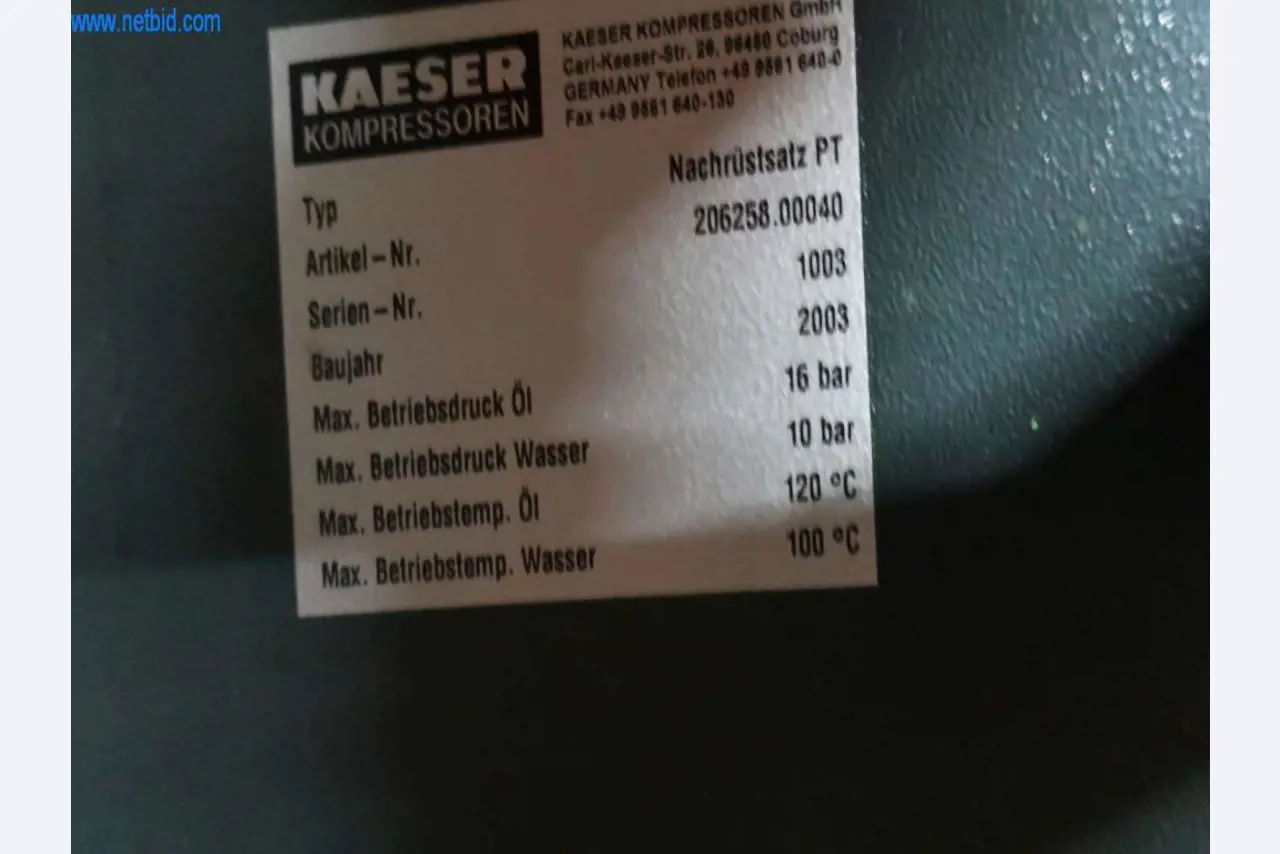 www.netbid.com
KAESER
KOMPRESSOREN
KAESER KOMPRESSOREN GmbH
Carl-Kaeser-Str. 26, 96450 Coburg
GERMANY Telefon +49 9561 640-0
Fax +49 9561 640-130
Typ Nachrüstsatz PT
Artikel-Nr. 206258.00040
Serien-Nr. 1003
Baujahr 2003
Max. Betriebsdruck Öl 16 bar
Max. Betriebsdruck Wasser 10 bar
Max. Betriebstemp. Öl 120 °C
Max. Betriebstemp. Wasser 100 °C